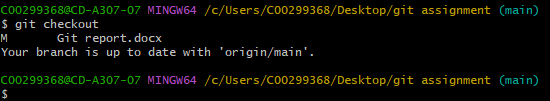 C00299368@CD-A307-07 MINGW64 /c/Users/C00299368/Desktop/git assignment (main)
$ git checkout
M       Git report.docx
Your branch is up to date with 'origin/main'.

C00299368@CD-A307-07 MINGW64 /c/Users/C00299368/Desktop/git assignment (main)
$